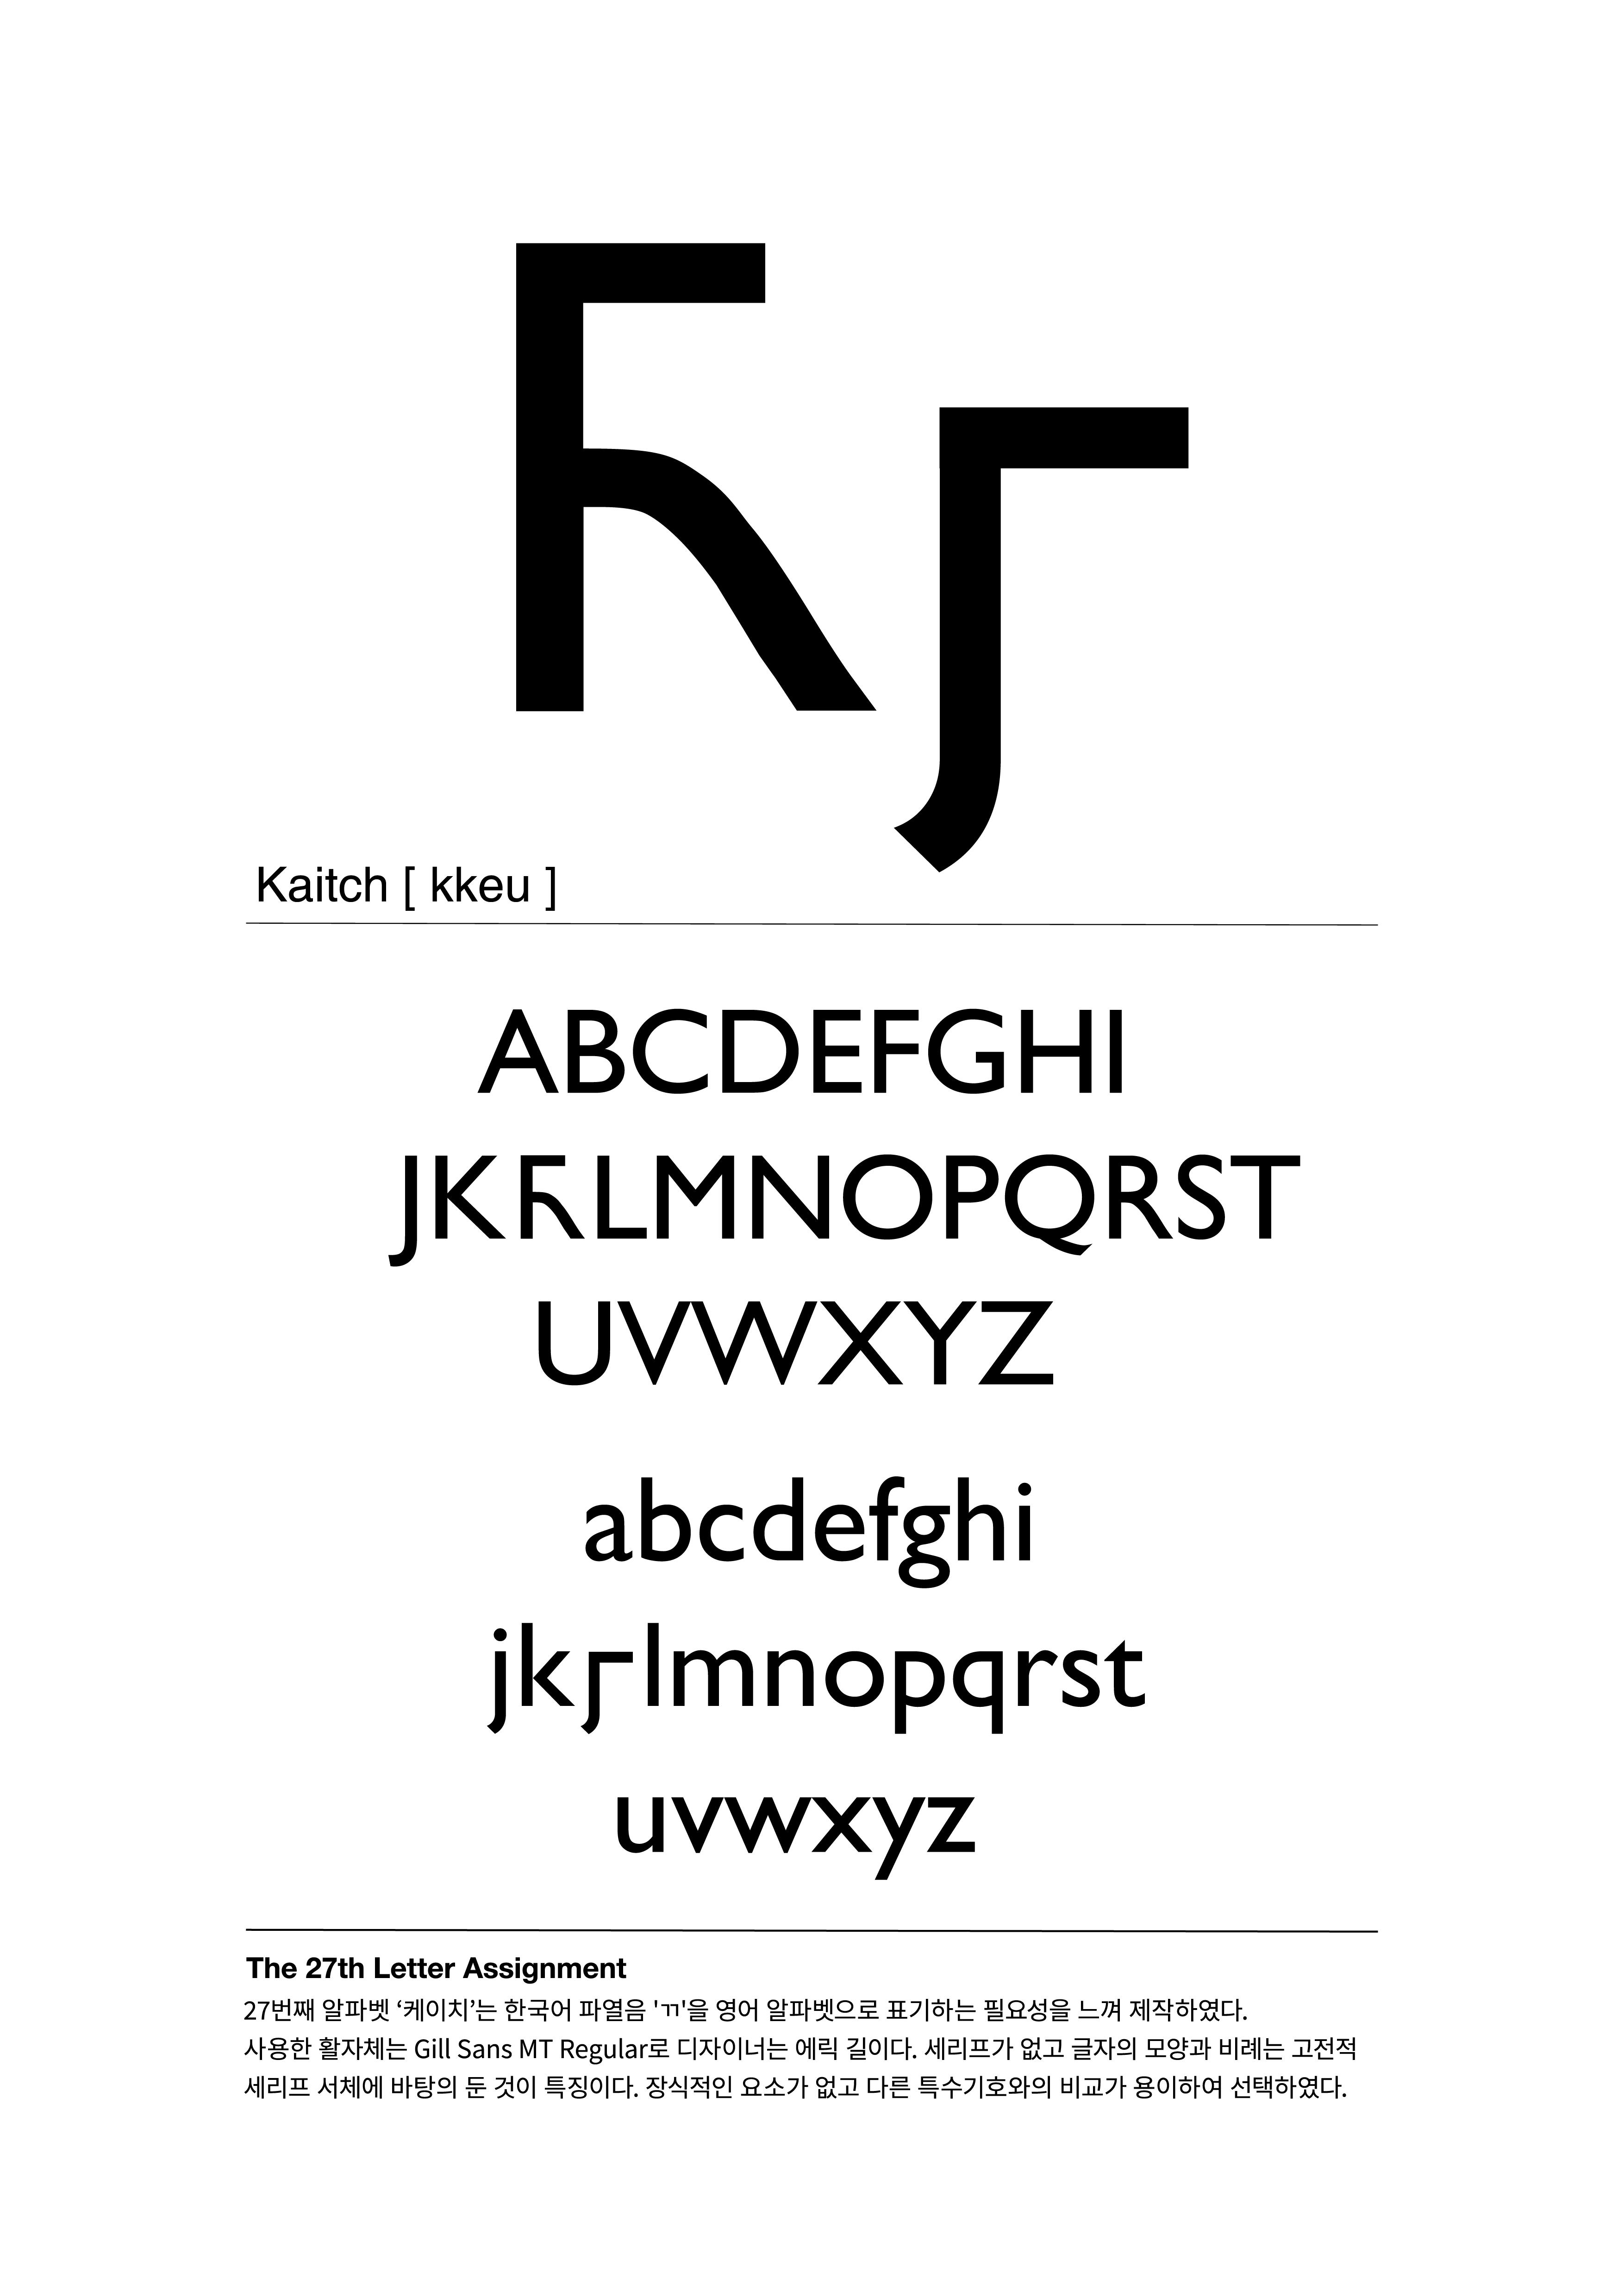 Kaitch [ kkeu ]
ABCDEFGHI
JK LMNOPQRST
UVWXYZ
abcdefghi
jk lmnopqrst
uvwxyz
The 27th Letter Assignment
27번째 알파벳 ‘케이치’는 한국어 파열음 'ㄲ'을 영어 알파벳으로 표기하는 필요성을 느껴 제작하였다.
사용한 활자체는 Gill Sans MT Regular로 디자이너는 에릭 길이다. 세리프가 없고 글자의 모양과 비례는 고전적
세리프 서체에 바탕의 둔 것이 특징이다. 장식적인 요소가 없고 다른 특수기호와의 비교가 용이하여 선택하였다.